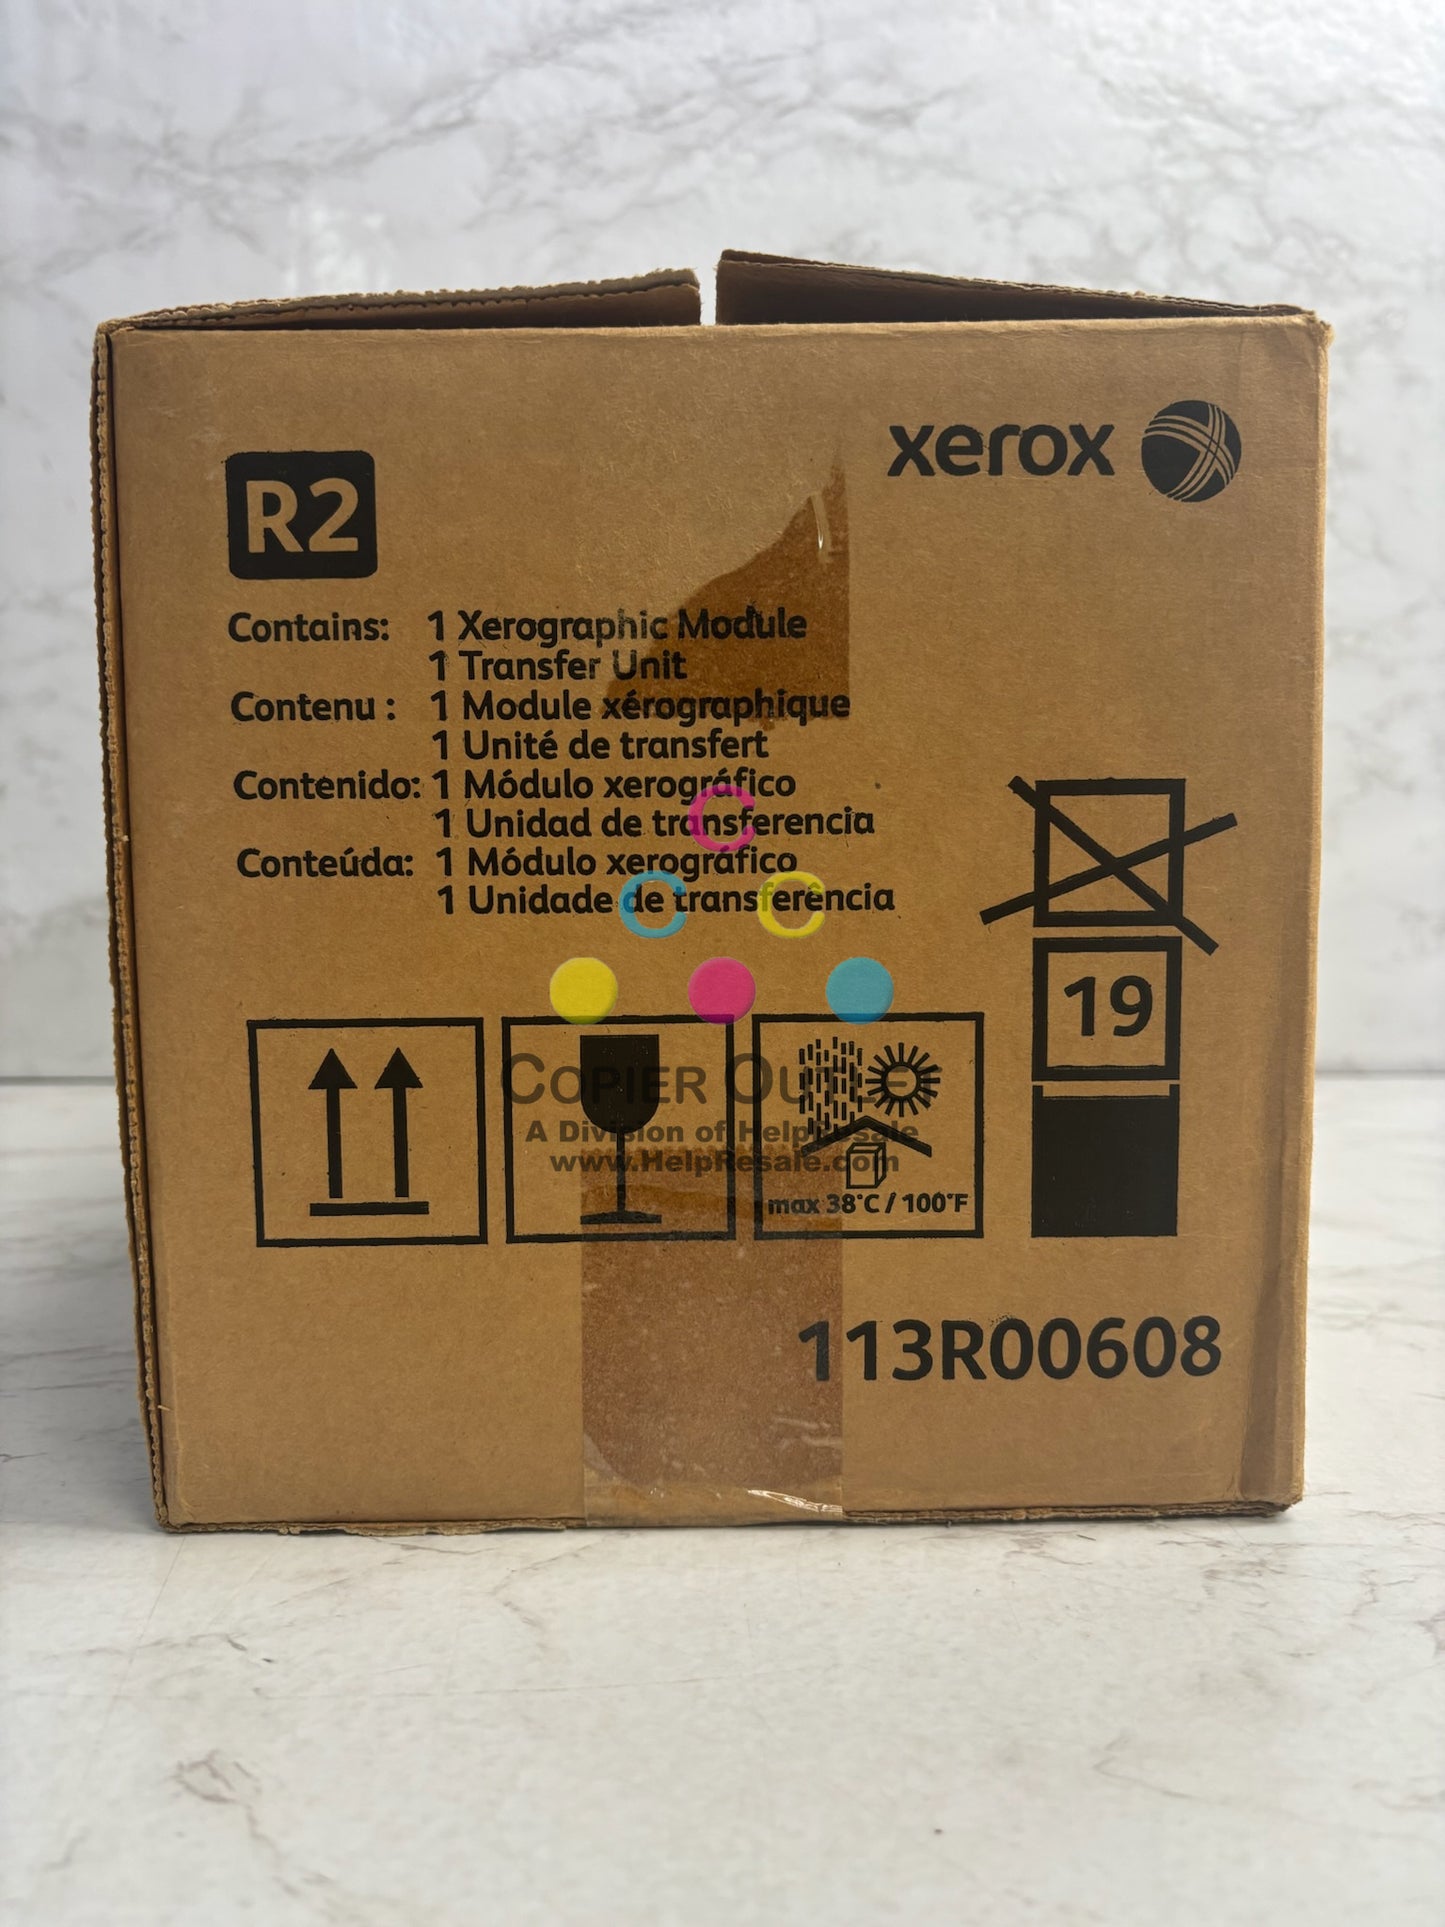 xerox
R2
Contains: 1 Xerographic Module
1 Transfer Unit
Contenu : 1 Module xérographique
1 Unité de transfert
Contenido: 1 Módulo xerográfico
1 Unidad de transferencia
Conteúda: 1 Módulo xerográfico
1 Unidade de transferência
C
C C
19
COPIER OUTLET
A Division of HelpResale
www.HelpResale.com
max 38°C / 100°F
113R00608